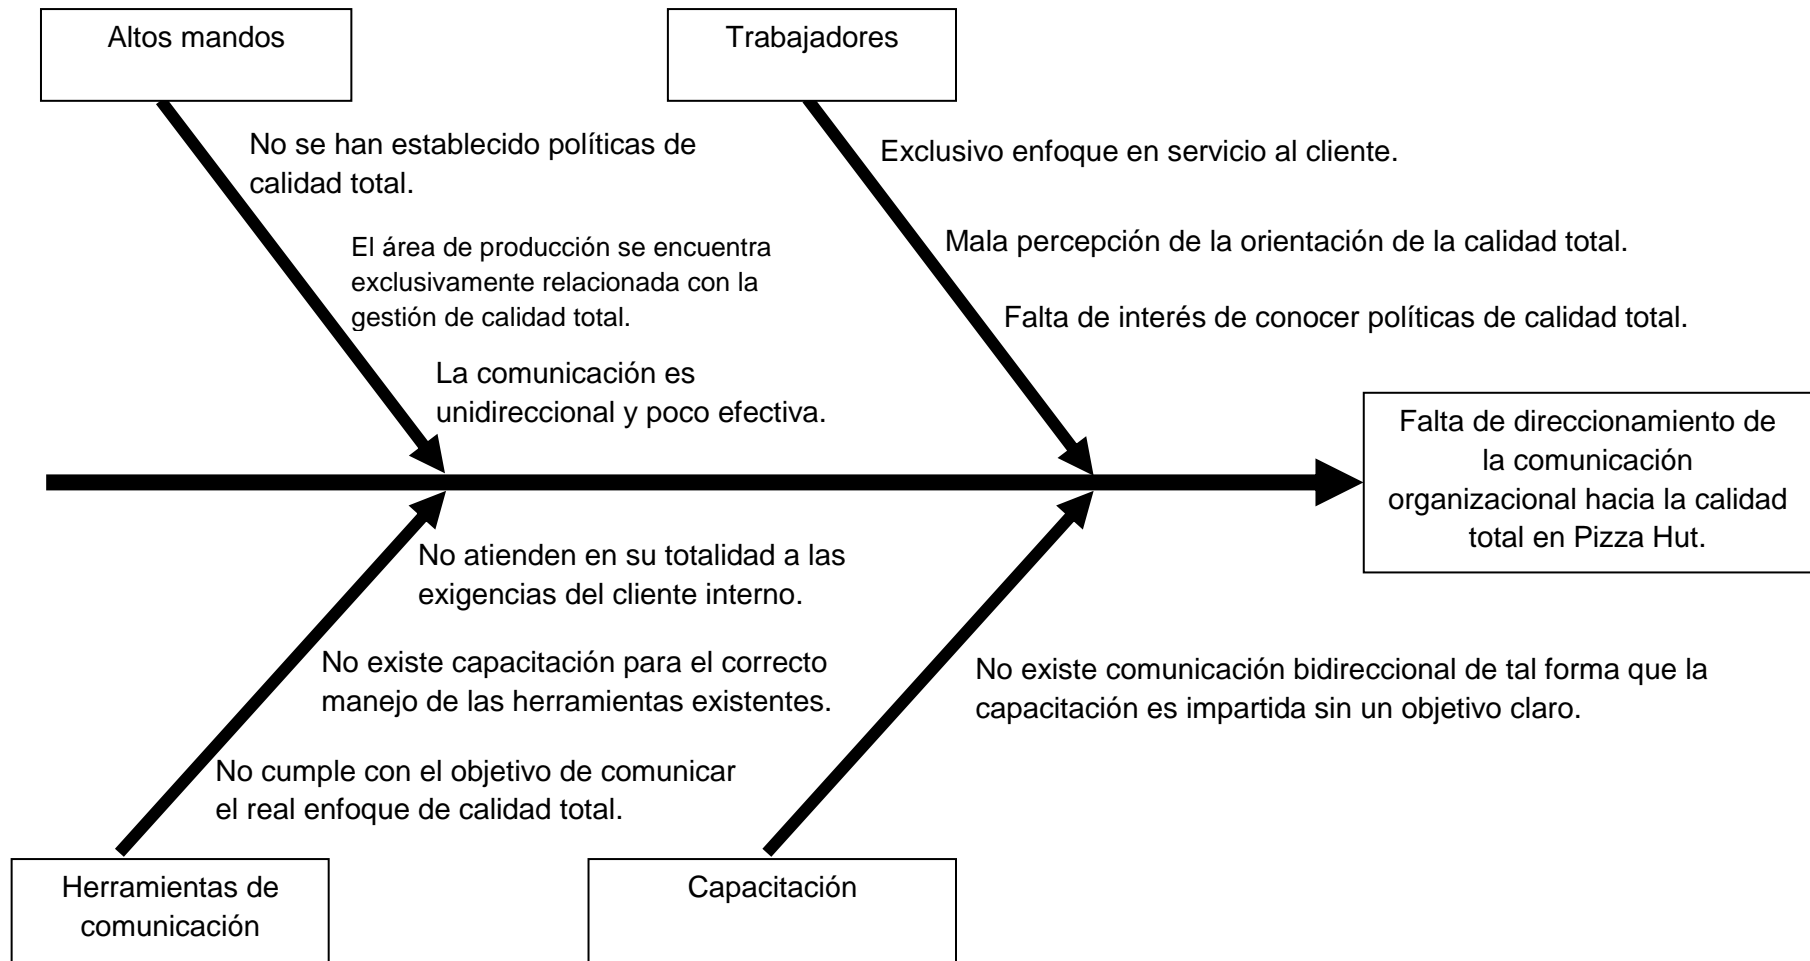 Altos mandos
Trabajadores
No se han establecido políticas de
calidad total.
El área de producción se encuentra
exclusivamente relacionada con la
gestión de calidad total.
La comunicación es
unidireccional y poco efectiva.
Exclusivo enfoque en servicio al cliente.
Mala percepción de la orientación de la calidad total.
Falta de interés de conocer políticas de calidad total.
Falta de direccionamiento de
la comunicación
organizacional hacia la calidad
total en Pizza Hut.
No atienden en su totalidad a las
exigencias del cliente interno.
No existe capacitación para el correcto
manejo de las herramientas existentes.
No cumple con el objetivo de comunicar
el real enfoque de calidad total.
No existe comunicación bidireccional de tal forma que la
capacitación es impartida sin un objetivo claro.
Herramientas de
comunicación
Capacitación